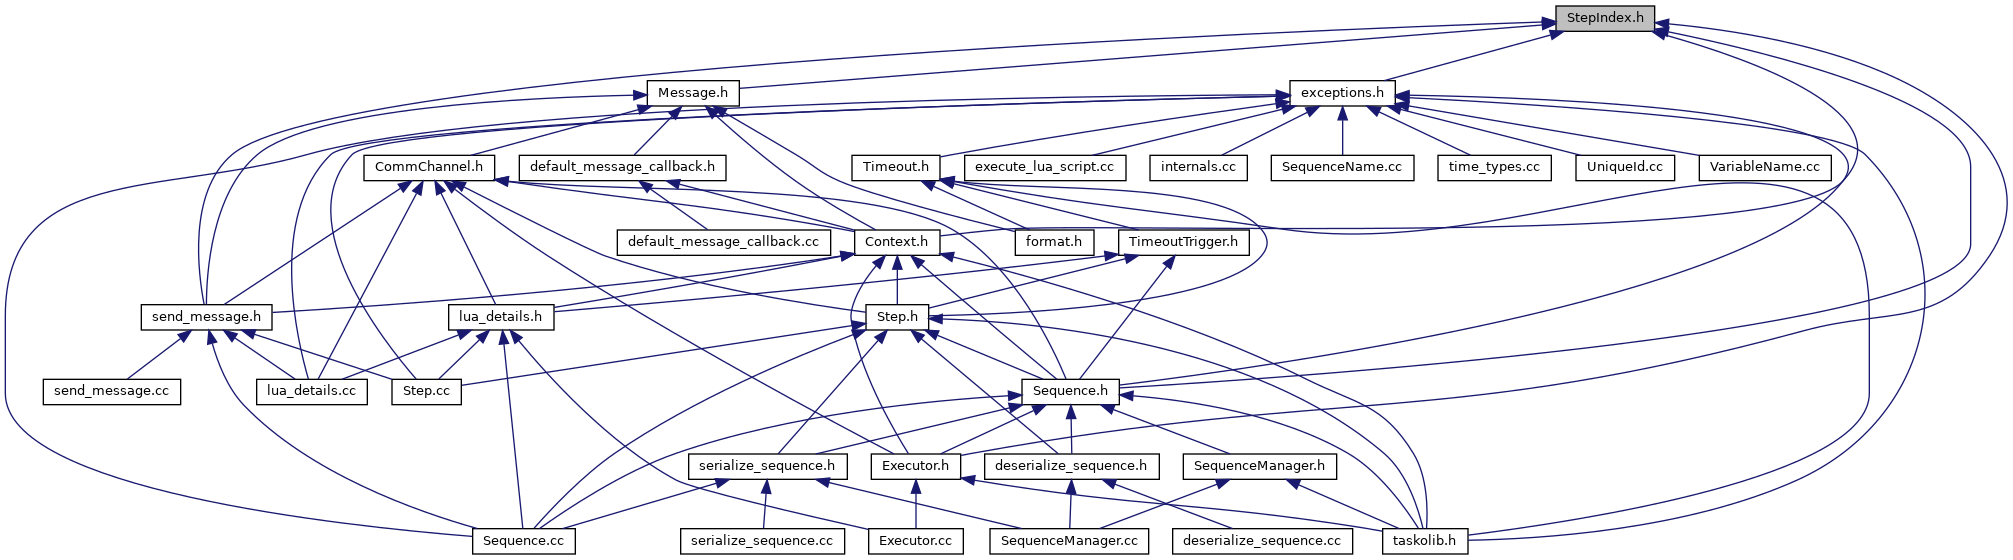 StepIndex.h
Message.h
exceptions.h
CommChannel.h
default_message_callback.h
Timeout.h
execute_lua_script.cc
internals.cc
SequenceName.cc
time_types.cc
UniqueId.cc
VariableName.cc
default_message_callback.cc
Context.h
format.h
TimeoutTrigger.h
send_message.h
lua_details.h
Step.h
send_message.cc
lua_details.cc
Step.cc
Sequence.h
serialize_sequence.h
Executor.h
deserialize_sequence.h
SequenceManager.h
Sequence.cc
serialize_sequence.cc
Executor.cc
SequenceManager.cc
deserialize_sequence.cc
taskolib.h